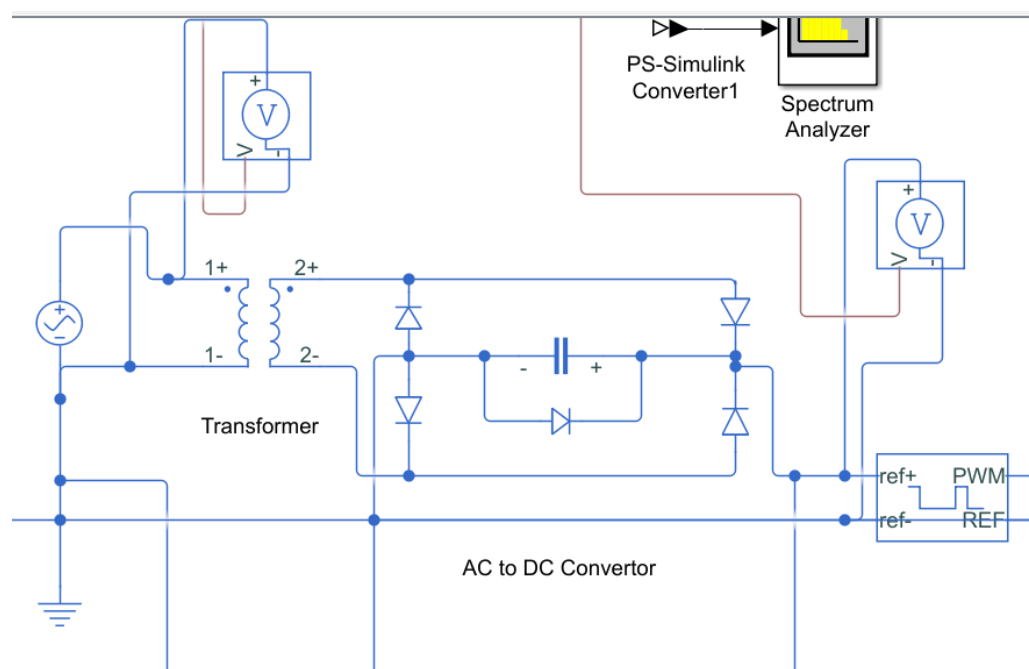 PS-Simulink
Converter1
Spectrum
Analyzer
+
V
V
-
+
V
V
-
1+
2+
+
-
1-
2-
-
+
Transformer
ref+
PWM
ref-
REF
AC to DC Convertor